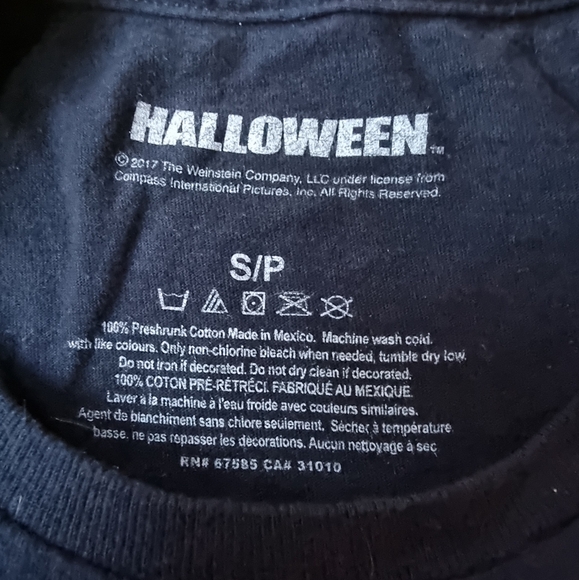 HALLOWEEN™
© 2017 The Weinstein Company, LLC under license from
Compass International Pictures, Inc. All Rights Reserved.
S/P
100% Preshrunk Cotton Made in Mexico. Machine wash cold.
with like colours. Only non-chlorine bleach when needed, tumble dry low.
Do not iron if decorated. Do not dry clean if decorated.
100% COTON PRÉ-RÉTRÉCI. FABRIQUÉ AU MEXIQUE.
Laver à la machine à l'eau froide avec couleurs similaires.
Agent de blanchiment sans chlore seulement. Sécher à température
basse. ne pas repasser les décorations. Aucun nettoyage à sec
RN# 67585 CA# 31010